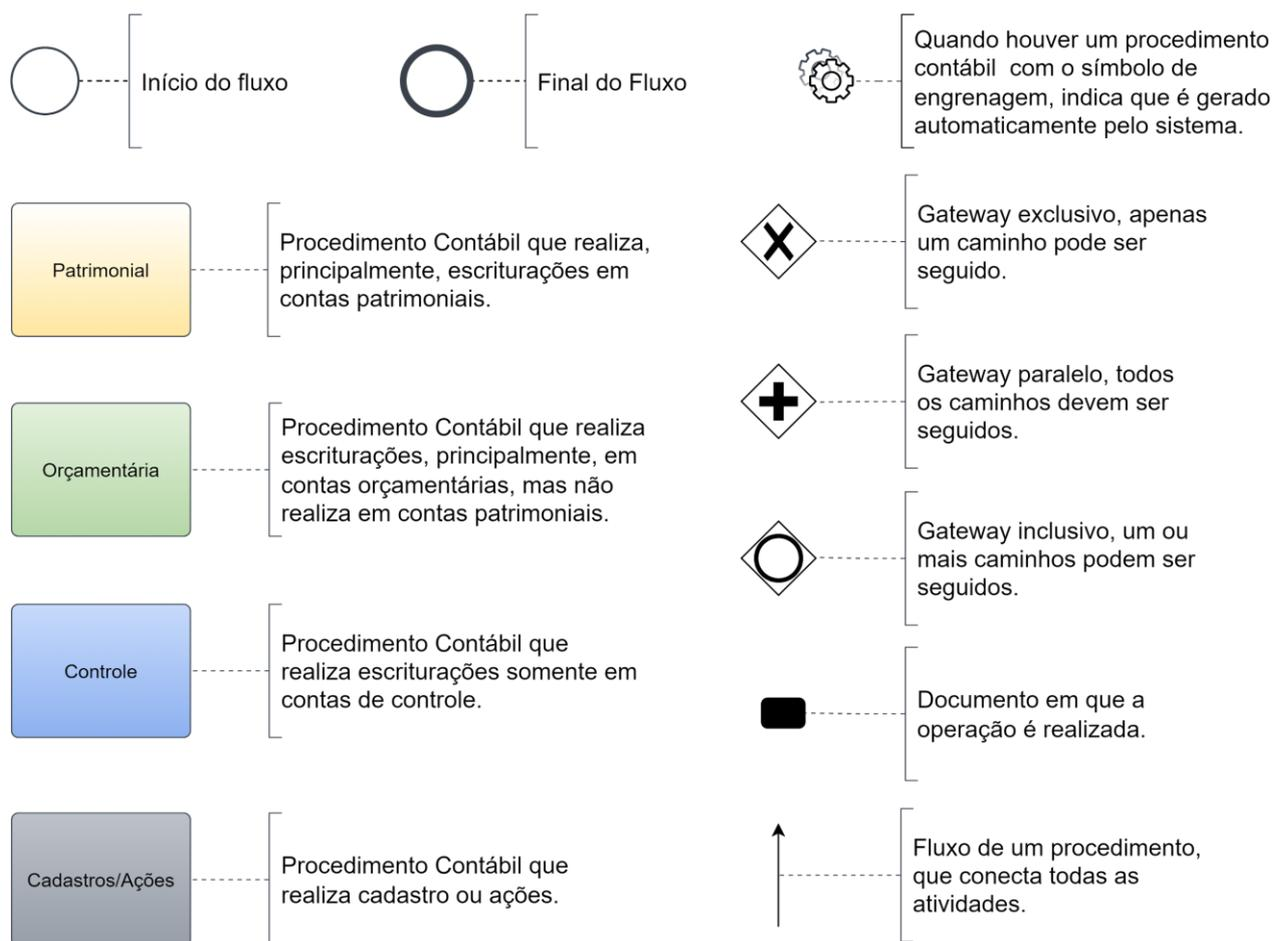 Início do fluxo
Final do Fluxo
Quando houver um procedimento
contábil com o símbolo de
engrenagem, indica que é gerado
automaticamente pelo sistema.
Patrimonial
Procedimento Contábil que realiza,
principalmente, escriturações em
contas patrimoniais.
Gateway exclusivo, apenas
um caminho pode ser
seguido.
Gateway paralelo, todos
os caminhos devem ser
seguidos.
Orçamentária
Procedimento Contábil que realiza
escriturações, principalmente, em
contas orçamentárias, mas não
realiza em contas patrimoniais.
Gateway inclusivo, um ou
mais caminhos podem ser
seguidos.
Controle
Procedimento Contábil que
realiza escriturações somente em
contas de controle.
Documento em que a
operação é realizada.
Cadastros/Ações
Procedimento Contábil que
realiza cadastro ou ações.
Fluxo de um procedimento,
que conecta todas as
atividades.